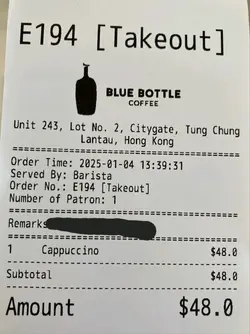 E194 [Takeout]
BLUE BOTTLE
COFFEE
Unit 243, Lot No. 2, Citygate, Tung Chung
Lantau, Hong Kong
Order Time: 2025-01-04 13:39:31
Served By: Barista
Order No.: E194 [Takeout]
Number of Patron: 1
Remarks
1 Cappuccino $48.0
Subtotal $48.0
Amount $48.0